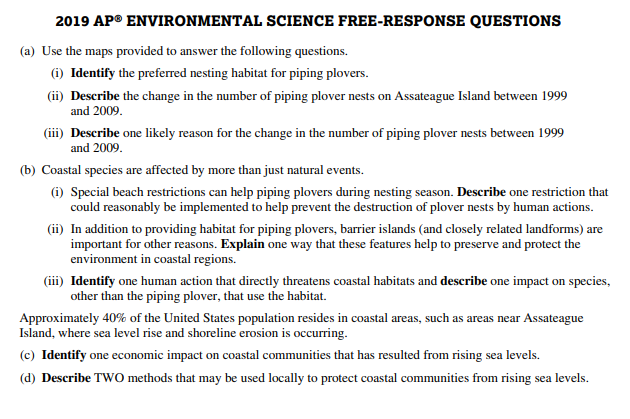 2019 AP® ENVIRONMENTAL SCIENCE FREE-RESPONSE QUESTIONS
(a) Use the maps provided to answer the following questions.
(i) Identify the preferred nesting habitat for piping plovers.
(ii) Describe the change in the number of piping plover nests on Assateague Island between 1999
and 2009.
(iii) Describe one likely reason for the change in the number of piping plover nests between 1999
and 2009.
(b) Coastal species are affected by more than just natural events.
(i) Special beach restrictions can help piping plovers during nesting season. Describe one restriction that
could reasonably be implemented to help prevent the destruction of plover nests by human actions.
(ii) In addition to providing habitat for piping plovers, barrier islands (and closely related landforms) are
important for other reasons. Explain one way that these features help to preserve and protect the
environment in coastal regions.
(iii) Identify one human action that directly threatens coastal habitats and describe one impact on species,
other than the piping plover, that use the habitat.
Approximately 40% of the United States population resides in coastal areas, such as areas near Assateague
Island, where sea level rise and shoreline erosion is occurring.
(c) Identify one economic impact on coastal communities that has resulted from rising sea levels.
(d) Describe TWO methods that may be used locally to protect coastal communities from rising sea levels.